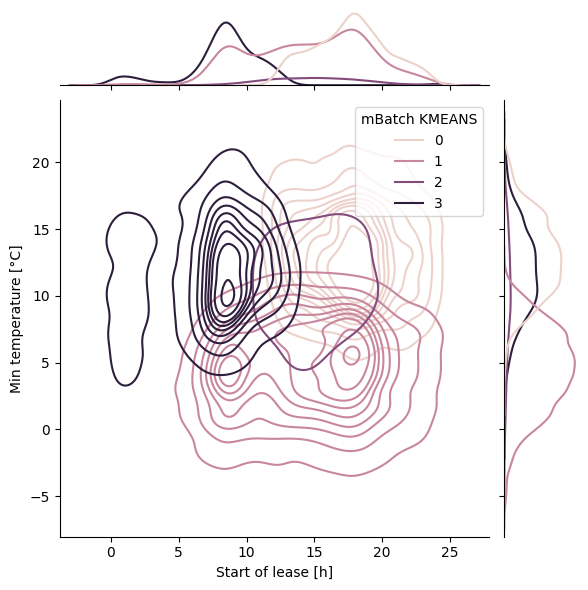 mBatch KMEANS
0
1
2
3
20
15
10
5
0
−5
Min temperature [°C]
0 5 10 15 20 25
Start of lease [h]